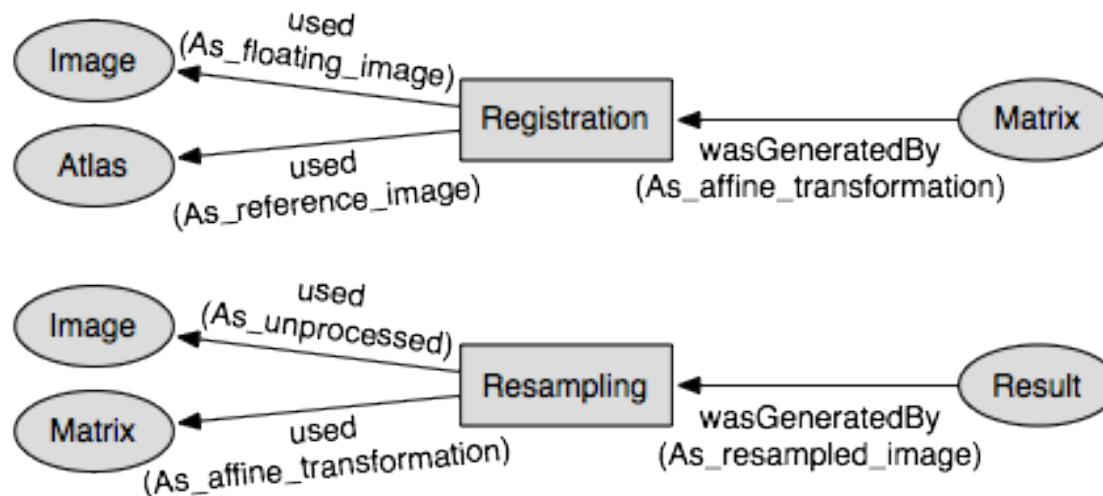 used
(As_floating_image)
Image
Registration
Matrix
Atlas
used
(As_reference_image)
wasGeneratedBy
(As_affine_transformation)
used
(As_unprocessed)
Image
Resampling
Result
Matrix
used
(As_affine_transformation)
wasGeneratedBy
(As_resampled_image)